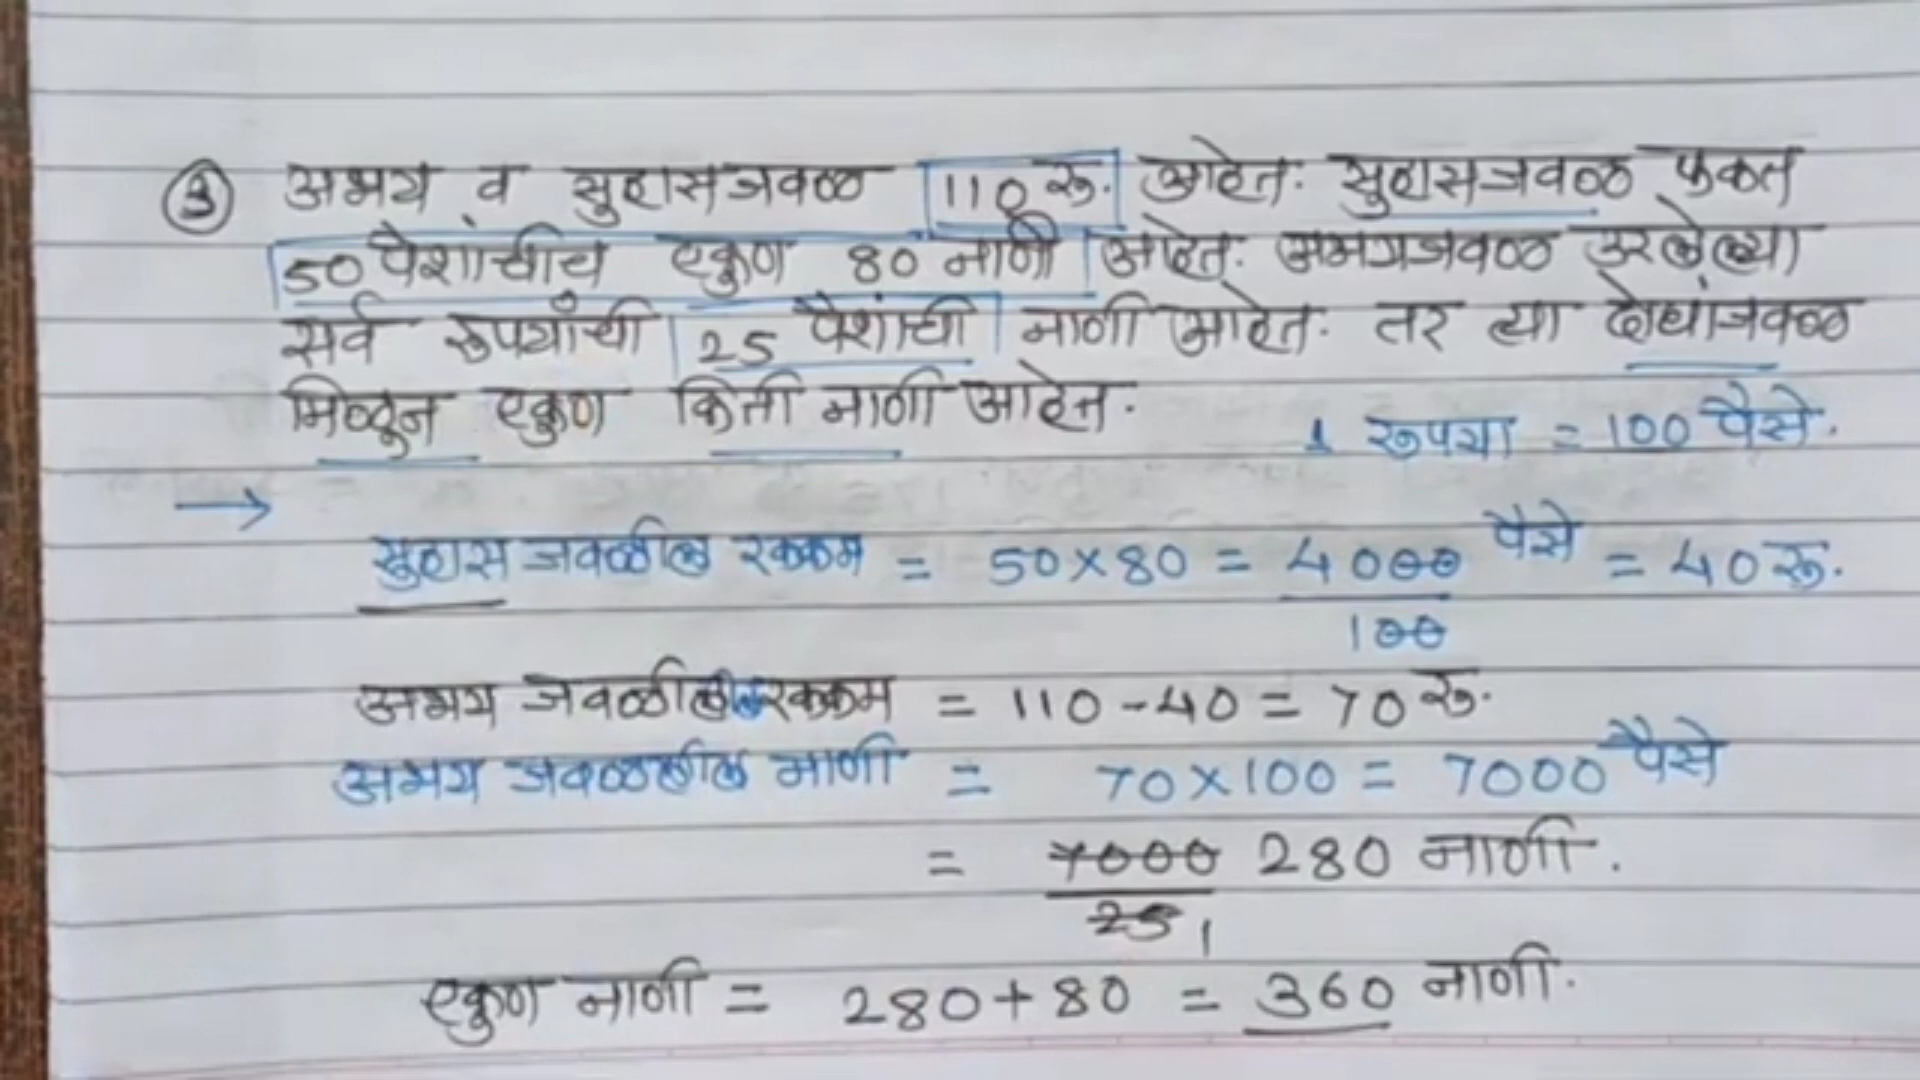 ③ अभय व सुहासजवळ 110 रु. आहेत. सुहासजवळ फक्त
50 पैशांचीच एकूण 80 नाणी आहेत. अभयजवळ उरलेल्या
सर्व रुपयांची 25 पैशांची नाणी आहेत. तर त्या दोघांजवळ
मिळून एकूण किती नाणी आहेत.
1 रुपया = 100 पैसे.
→
सुहास जवळील रक्कम = 50 × 80 = 4000 पैसे / 100 = 40 रु.
अभय जवळील रक्कम = 110 - 40 = 70 रु.
अभय जवळील नाणी = 70 × 100 = 7000 पैसे
= 7000 / 25 1 280 नाणी.
एकूण नाणी = 280 + 80 = 360 नाणी.